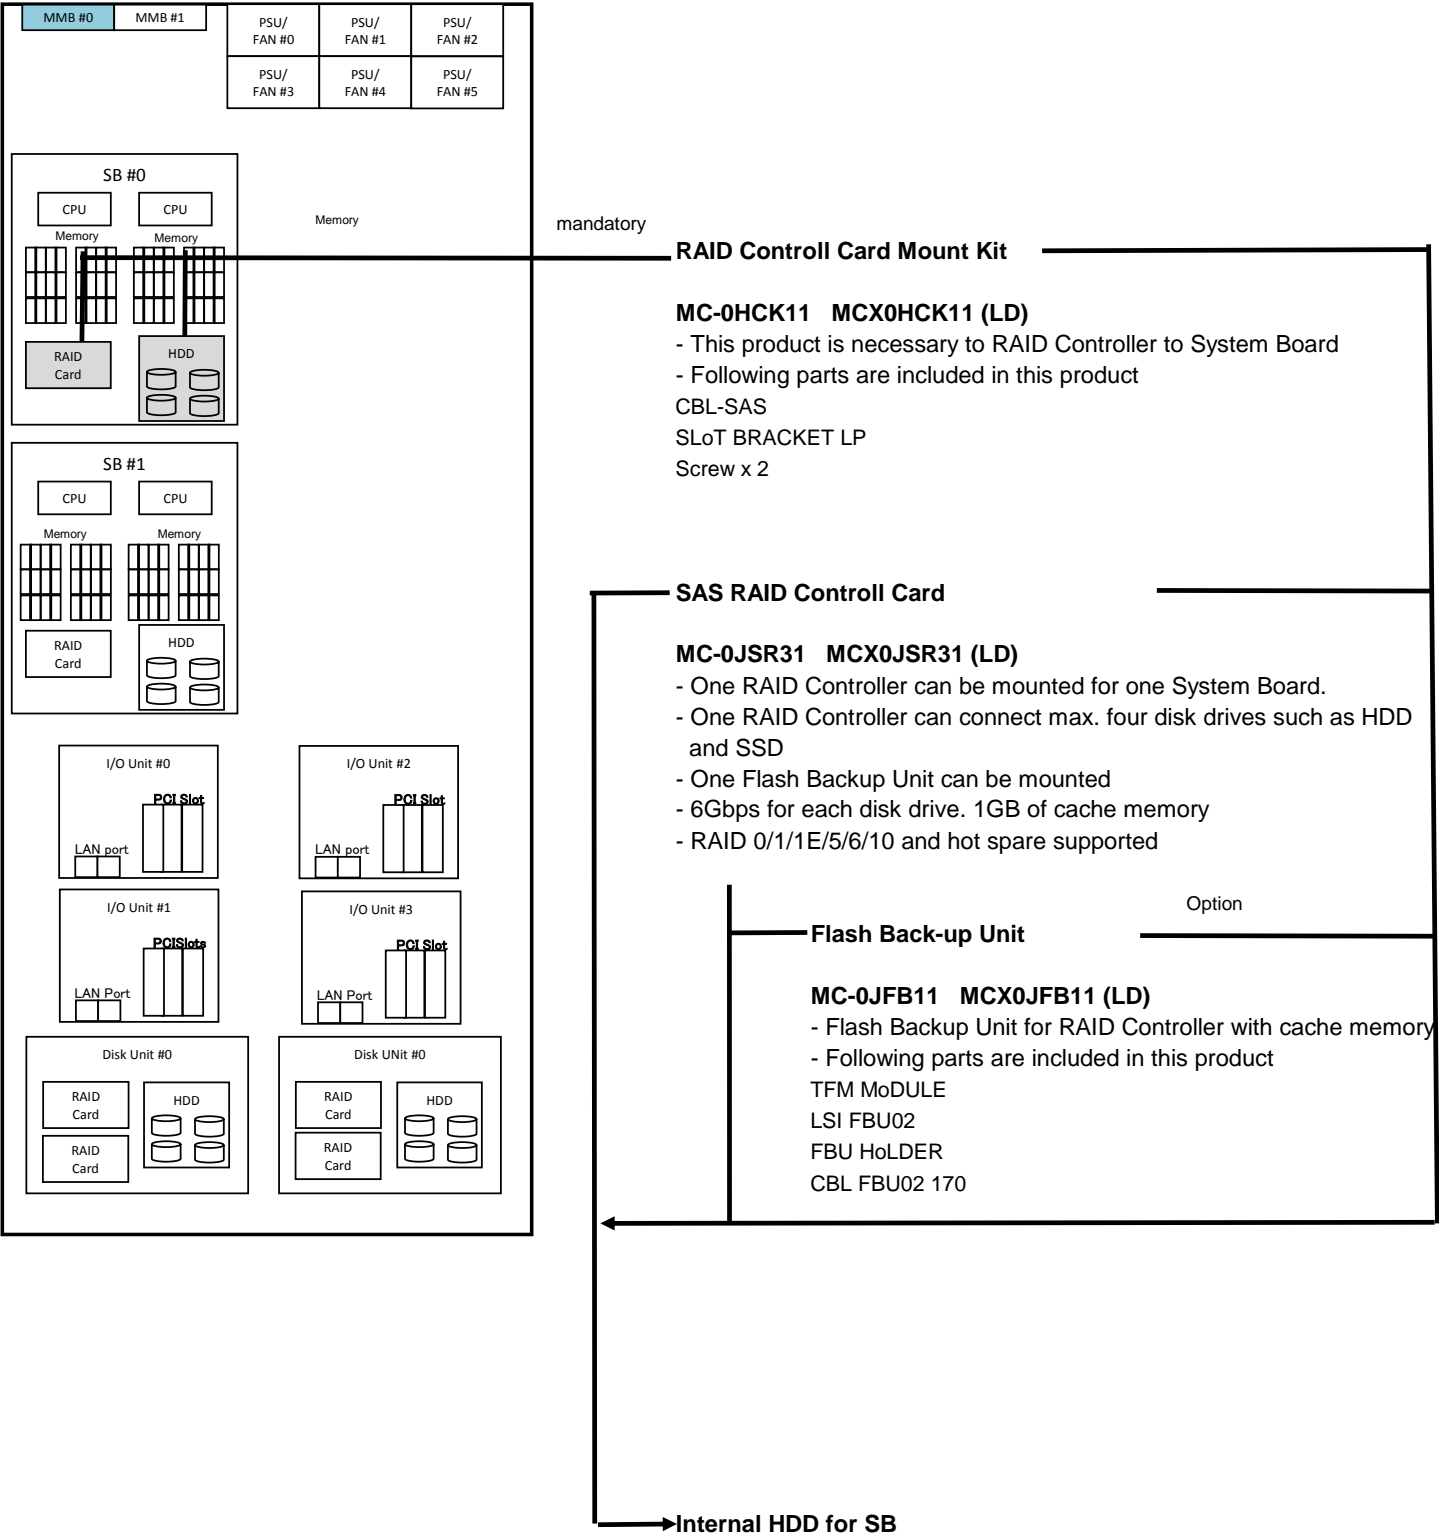 MMB #0
MMB #1
PSU/
FAN #0
PSU/
FAN #1
PSU/
FAN #2
PSU/
FAN #3
PSU/
FAN #4
PSU/
FAN #5
SB #0
CPU
CPU
Memory
Memory
RAID
Card
HDD
Memory
SB #1
CPU
CPU
Memory
Memory
RAID
Card
HDD
I/O Unit #0
PCI Slot
LAN port
I/O Unit #2
PCI Slot
LAN port
I/O Unit #1
PCISlots
LAN Port
I/O Unit #3
PCI Slot
LAN Port
Disk Unit #0
RAID
Card
RAID
Card
HDD
Disk UNit #0
RAID
Card
RAID
Card
HDD
mandatory
RAID Controll Card Mount Kit
MC-0HCK11 MCX0HCK11 (LD)
- This product is necessary to RAID Controller to System Board
- Following parts are included in this product
CBL-SAS
SLoT BRACKET LP
Screw x 2
SAS RAID Controll Card
MC-0JSR31 MCX0JSR31 (LD)
- One RAID Controller can be mounted for one System Board.
- One RAID Controller can connect max. four disk drives such as HDD
and SSD
- One Flash Backup Unit can be mounted
- 6Gbps for each disk drive. 1GB of cache memory
- RAID 0/1/1E/5/6/10 and hot spare supported
Option
Flash Back-up Unit
MC-0JFB11 MCX0JFB11 (LD)
- Flash Backup Unit for RAID Controller with cache memory
- Following parts are included in this product
TFM MoDULE
LSI FBU02
FBU HoLDER
CBL FBU02 170
Internal HDD for SB